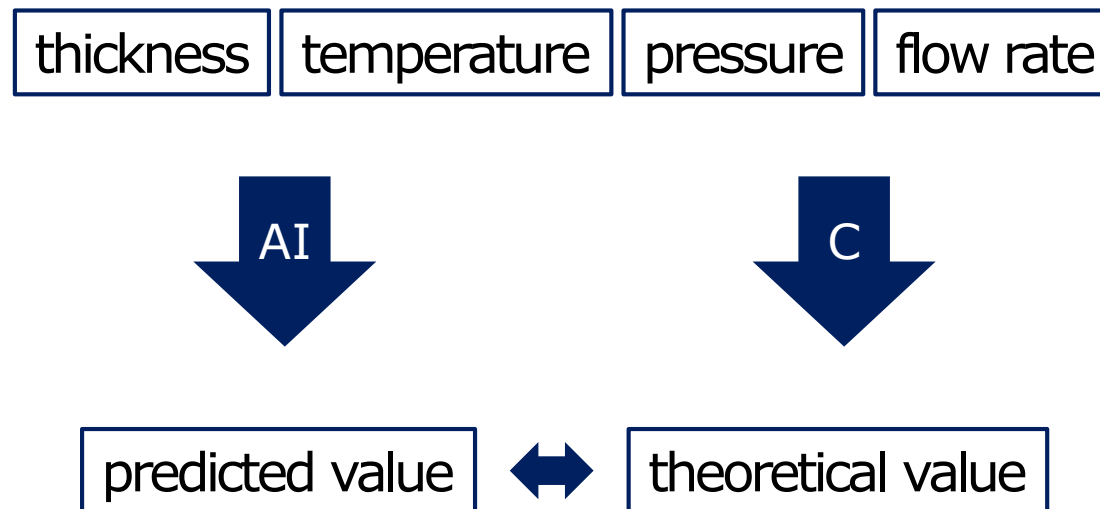 thickness temperature pressure flow rate
AI C
predicted value theoretical value